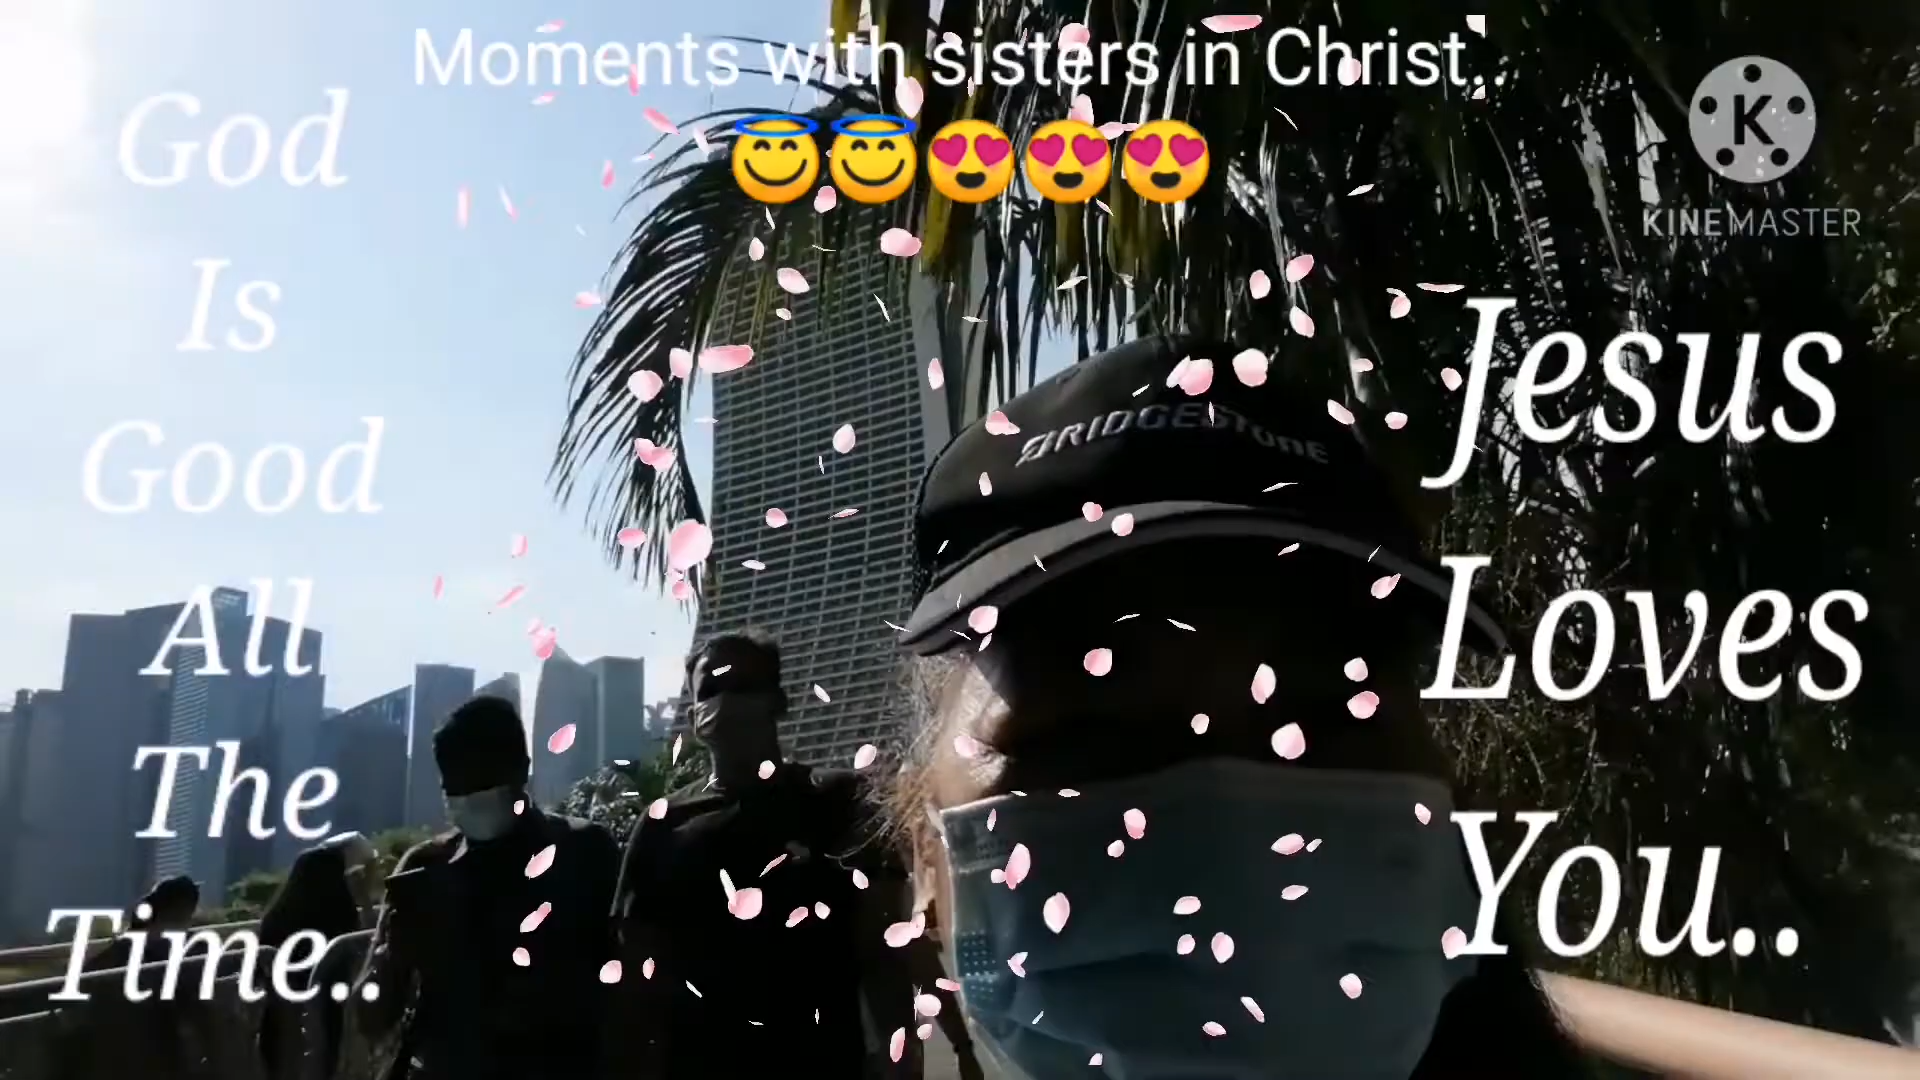 Moments with sisters in Christ..
😇😇😍😍😍
God
Is
Good
All
The
Time..
K
KINEMASTER
BRIDGESTONE
Jesus
Loves
You..